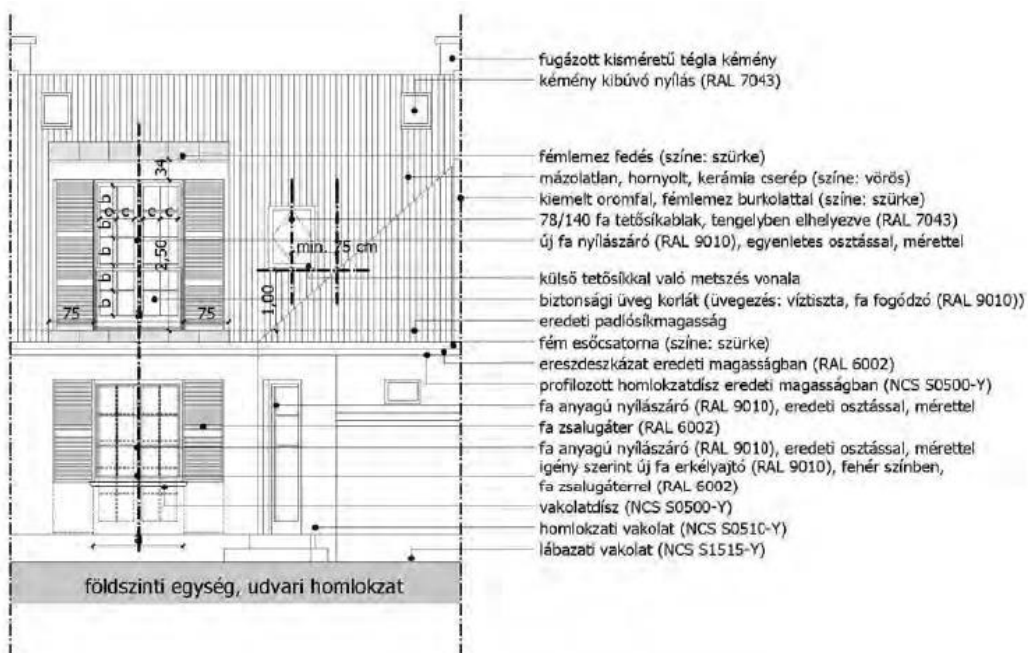 fugázott kisméretű tégla kémény
kémény kibúvó nyílás (RAL 7043)
fémlemez fedés (színe: szürke)
mázolatlan, hornyolt, kerámia cserép (színe: vörös)
kiemelt oromfal, fémlemez burkolattal (színe: szürke)
78/140 fa tetősíkablak, tengelyben elhelyezve (RAL 7043)
új fa nyílászáró (RAL 9010), egyenletes osztással, mérettel
külső tetősíkkal való metszés vonala
biztonsági üveg korlát (üvegezés: víztiszta, fa fogódzó (RAL 9010))
eredeti padlósíkmagasság
fém esőcsatorna (színe: szürke)
ereszdeszkázat eredeti magasságban (RAL 6002)
profilozott homlokzatdísz eredeti magasságban (NCS S0500-Y)
fa anyagú nyílászáró (RAL 9010), eredeti osztással, mérettel
fa zsalugáter (RAL 6002)
fa anyagú nyílászáró (RAL 9010), eredeti osztással, mérettel
igény szerint új fa erkélyajtó (RAL 9010), fehér színben,
fa zsalugáterrel (RAL 6002)
vakolatdísz (NCS S0500-Y)
homlokzati vakolat (NCS S0510-Y)
lábazati vakolat (NCS S1515-Y)
34
b
c c c c
b
b
b
b
2,50
min. 75 cm
75
75
1,00
földszinti egység, udvari homlokzat